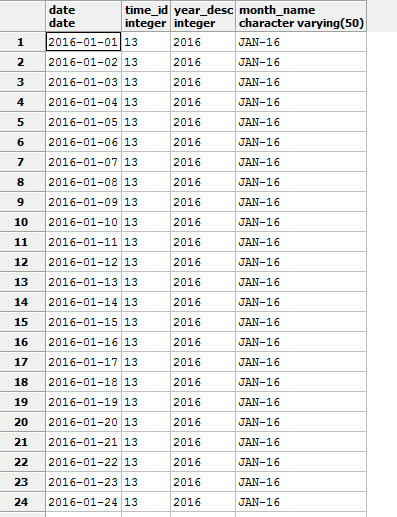 date time_id year_desc month_name
date integer integer character varying(50)
1 2016-01-01 13 2016 JAN-16
2 2016-01-02 13 2016 JAN-16
3 2016-01-03 13 2016 JAN-16
4 2016-01-04 13 2016 JAN-16
5 2016-01-05 13 2016 JAN-16
6 2016-01-06 13 2016 JAN-16
7 2016-01-07 13 2016 JAN-16
8 2016-01-08 13 2016 JAN-16
9 2016-01-09 13 2016 JAN-16
10 2016-01-10 13 2016 JAN-16
11 2016-01-11 13 2016 JAN-16
12 2016-01-12 13 2016 JAN-16
13 2016-01-13 13 2016 JAN-16
14 2016-01-14 13 2016 JAN-16
15 2016-01-15 13 2016 JAN-16
16 2016-01-16 13 2016 JAN-16
17 2016-01-17 13 2016 JAN-16
18 2016-01-18 13 2016 JAN-16
19 2016-01-19 13 2016 JAN-16
20 2016-01-20 13 2016 JAN-16
21 2016-01-21 13 2016 JAN-16
22 2016-01-22 13 2016 JAN-16
23 2016-01-23 13 2016 JAN-16
24 2016-01-24 13 2016 JAN-16